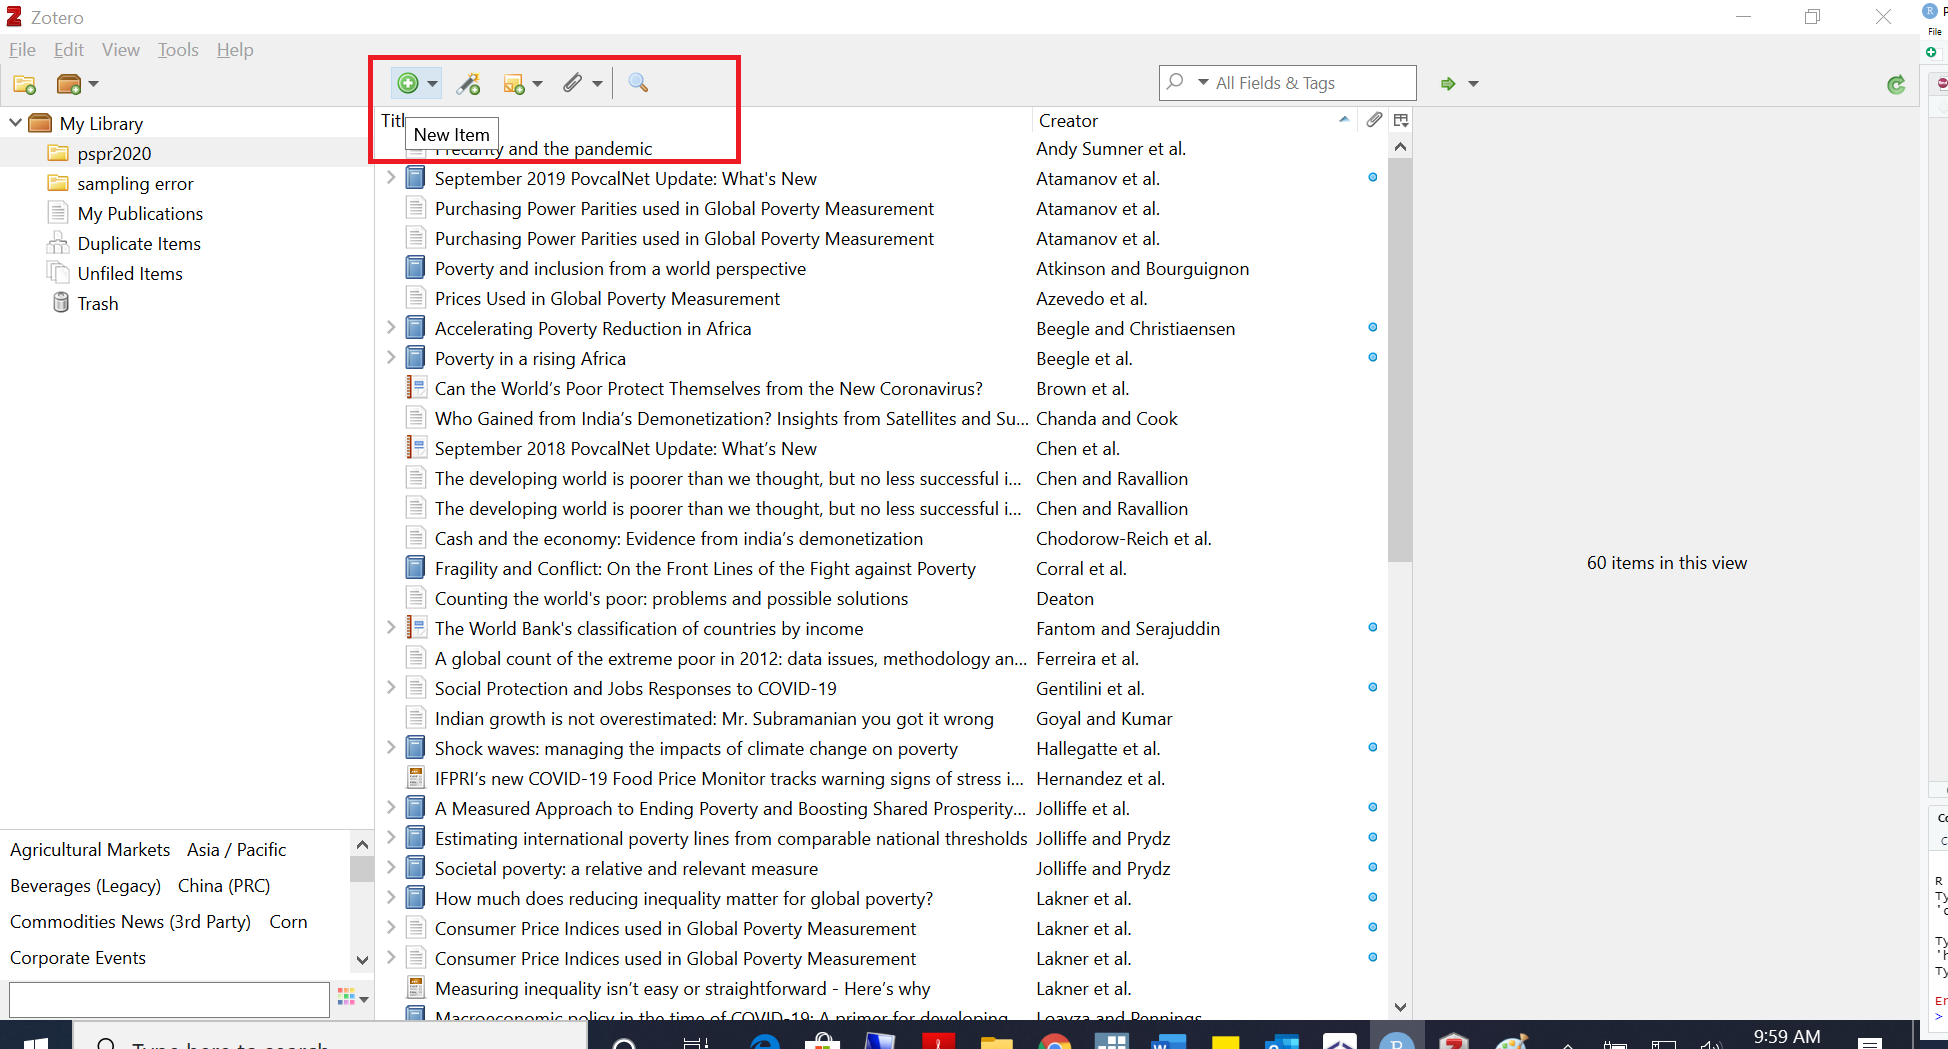 Zotero
File Edit View Tools Help
All Fields & Tags
My Library
pspr2020
sampling error
My Publications
Duplicate Items
Unfiled Items
Trash
Creator
New Item
Precarity and the pandemic Andy Sumner et al.
September 2019 PovcalNet Update: What's New Atamanov et al.
Purchasing Power Parities used in Global Poverty Measurement Atamanov et al.
Purchasing Power Parities used in Global Poverty Measurement Atamanov et al.
Poverty and inclusion from a world perspective Atkinson and Bourguignon
Prices Used in Global Poverty Measurement Azevedo et al.
Accelerating Poverty Reduction in Africa Beegle and Christiaensen
Poverty in a rising Africa Beegle et al.
Can the World’s Poor Protect Themselves from the New Coronavirus? Brown et al.
Who Gained from India’s Demonetization? Insights from Satellites and Su... Chanda and Cook
September 2018 PovcalNet Update: What’s New Chen et al.
The developing world is poorer than we thought, but no less successful i... Chen and Ravallion
The developing world is poorer than we thought, but no less successful i... Chen and Ravallion
Cash and the economy: Evidence from india’s demonetization Chodorow-Reich et al.
Fragility and Conflict: On the Front Lines of the Fight against Poverty Corral et al.
Counting the world's poor: problems and possible solutions Deaton
The World Bank's classification of countries by income Fantom and Serajuddin
A global count of the extreme poor in 2012: data issues, methodology an... Ferreira et al.
Social Protection and Jobs Responses to COVID-19 Gentilini et al.
Indian growth is not overestimated: Mr. Subramanian you got it wrong Goyal and Kumar
Shock waves: managing the impacts of climate change on poverty Hallegatte et al.
IFPRI’s new COVID-19 Food Price Monitor tracks warning signs of stress i... Hernandez et al.
A Measured Approach to Ending Poverty and Boosting Shared Prosperity... Jolliffe et al.
Estimating international poverty lines from comparable national thresholds Jolliffe and Prydz
Societal poverty: a relative and relevant measure Jolliffe and Prydz
How much does reducing inequality matter for global poverty? Lakner et al.
Consumer Price Indices used in Global Poverty Measurement Lakner et al.
Consumer Price Indices used in Global Poverty Measurement Lakner et al.
Measuring inequality isn’t easy or straightforward - Here’s why Lakner et al.
Macroeconomic policy in the time of COVID-19: A primer for developing Loayza and Pennings
60 items in this view
Agricultural Markets Asia / Pacific
Beverages (Legacy) China (PRC)
Commodities News (3rd Party) Corn
Corporate Events
File
R
>
Type here to search
9:59 AM